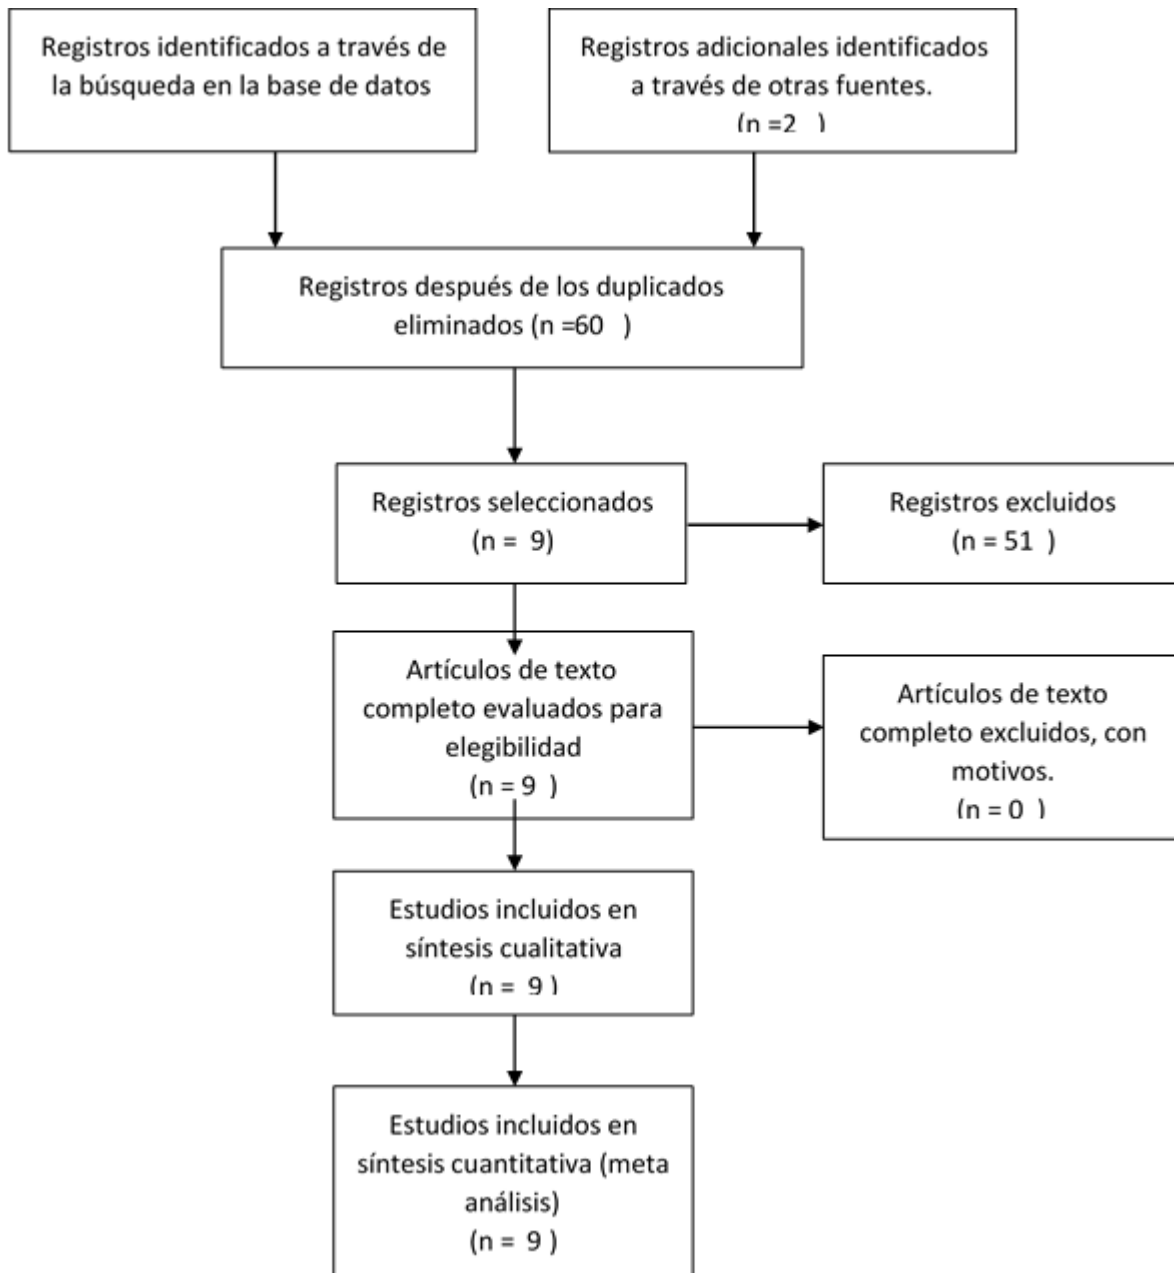 Registros identificados a través de
la búsqueda en la base de datos
Registros adicionales identificados
a través de otras fuentes.
(n =2 )
Registros después de los duplicados
eliminados (n =60 )
Registros seleccionados
(n = 9)
Registros excluidos
(n = 51 )
Artículos de texto
completo evaluados para
elegibilidad
(n = 9 )
Artículos de texto
completo excluidos, con
motivos.
(n = 0 )
Estudios incluidos en
síntesis cualitativa
(n = 9 )
Estudios incluidos en
síntesis cuantitativa (meta
análisis)
(n = 9 )